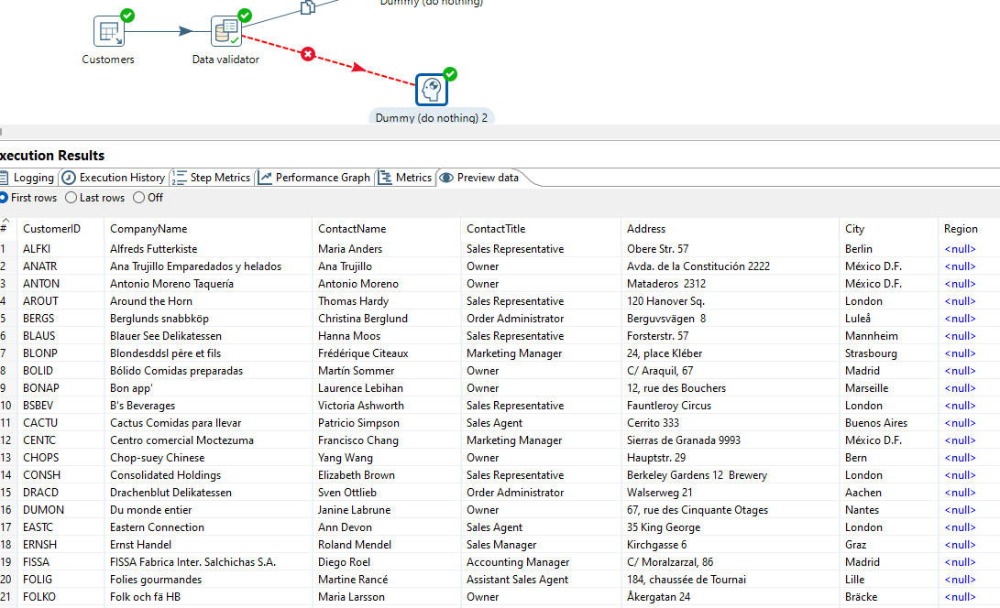 Dummy (do nothing)
Customers
Data validator
Dummy (do nothing) 2
xecution Results
Logging Execution History Step Metrics Performance Graph Metrics Preview data
First rows Last rows Off
# CustomerID CompanyName ContactName ContactTitle Address City Region
1 ALFKI Alfreds Futterkiste Maria Anders Sales Representative Obere Str. 57 Berlin <null>
2 ANATR Ana Trujillo Emparedados y helados Ana Trujillo Owner Avda. de la Constitución 2222 México D.F. <null>
3 ANTON Antonio Moreno Taquería Antonio Moreno Owner Mataderos  2312 México D.F. <null>
4 AROUT Around the Horn Thomas Hardy Sales Representative 120 Hanover Sq. London <null>
5 BERGS Berglunds snabbköp Christina Berglund Order Administrator Berguvsvägen  8 Luleå <null>
6 BLAUS Blauer See Delikatessen Hanna Moos Sales Representative Forsterstr. 57 Mannheim <null>
7 BLONP Blondesddsl père et fils Frédérique Citeaux Marketing Manager 24, place Kléber Strasbourg <null>
8 BOLID Bólido Comidas preparadas Martín Sommer Owner C/ Araquil, 67 Madrid <null>
9 BONAP Bon app' Laurence Lebihan Owner 12, rue des Bouchers Marseille <null>
10 BSBEV B's Beverages Victoria Ashworth Sales Representative Fauntleroy Circus London <null>
11 CACTU Cactus Comidas para llevar Patricio Simpson Sales Agent Cerrito 333 Buenos Aires <null>
12 CENTC Centro comercial Moctezuma Francisco Chang Marketing Manager Sierras de Granada 9993 México D.F. <null>
13 CHOPS Chop-suey Chinese Yang Wang Owner Hauptstr. 29 Bern <null>
14 CONSH Consolidated Holdings Elizabeth Brown Sales Representative Berkeley Gardens 12  Brewery London <null>
15 DRACD Drachenblut Delikatessen Sven Ottlieb Order Administrator Walserweg 21 Aachen <null>
16 DUMON Du monde entier Janine Labrune Owner 67, rue des Cinquante Otages Nantes <null>
17 EASTC Eastern Connection Ann Devon Sales Agent 35 King George London <null>
18 ERNSH Ernst Handel Roland Mendel Sales Manager Kirchgasse 6 Graz <null>
19 FISSA FISSA Fabrica Inter. Salchichas S.A. Diego Roel Accounting Manager C/ Moralzarzal, 86 Madrid <null>
20 FOLIG Folies gourmandes Martine Rancé Assistant Sales Agent 184, chaussée de Tournai Lille <null>
21 FOLKO Folk och fä HB Maria Larsson Owner Åkergatan 24 Bräcke <null>